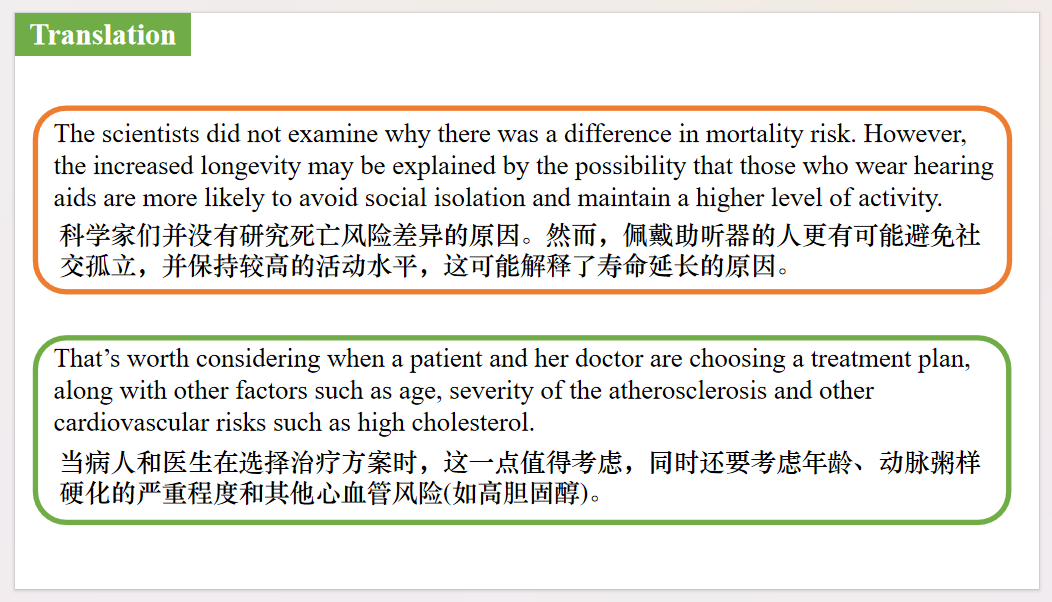 Translation
The scientists did not examine why there was a difference in mortality risk. However,
the increased longevity may be explained by the possibility that those who wear hearing
aids are more likely to avoid social isolation and maintain a higher level of activity.
科学家们并没有研究死亡风险差异的原因。然而，佩戴助听器的人更有可能避免社
交孤立，并保持较高的活动水平，这可能解释了寿命延长的原因。
That’s worth considering when a patient and her doctor are choosing a treatment plan,
along with other factors such as age, severity of the atherosclerosis and other
cardiovascular risks such as high cholesterol.
当病人和医生在选择治疗方案时，这一点值得考虑，同时还要考虑年龄、动脉粥样
硬化的严重程度和其他心血管风险(如高胆固醇)。